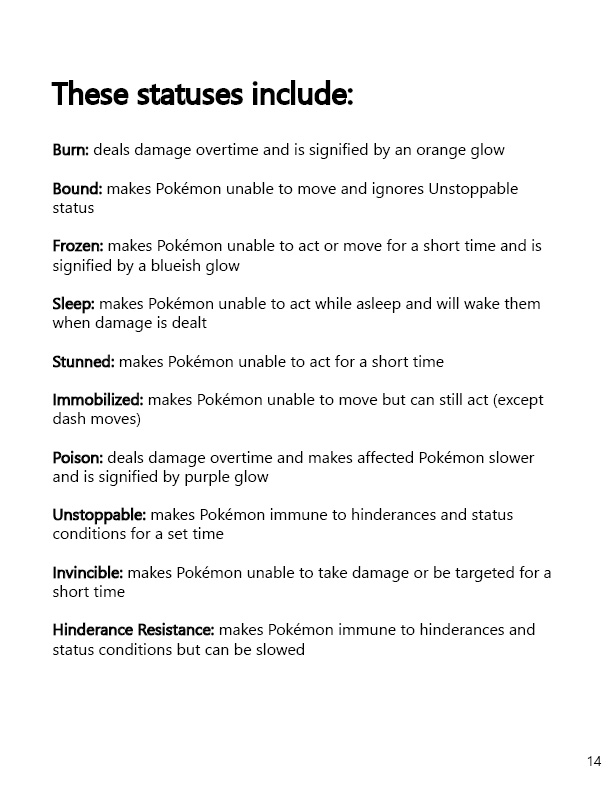 These statuses include:
Burn: deals damage overtime and is signified by an orange glow
Bound: makes Pokémon unable to move and ignores Unstoppable
status
Frozen: makes Pokémon unable to act or move for a short time and is
signified by a blueish glow
Sleep: makes Pokémon unable to act while asleep and will wake them
when damage is dealt
Stunned: makes Pokémon unable to act for a short time
Immobilized: makes Pokémon unable to move but can still act (except
dash moves)
Poison: deals damage overtime and makes affected Pokémon slower
and is signified by purple glow
Unstoppable: makes Pokémon immune to hinderances and status
conditions for a set time
Invincible: makes Pokémon unable to take damage or be targeted for a
short time
Hinderance Resistance: makes Pokémon immune to hinderances and
status conditions but can be slowed
14